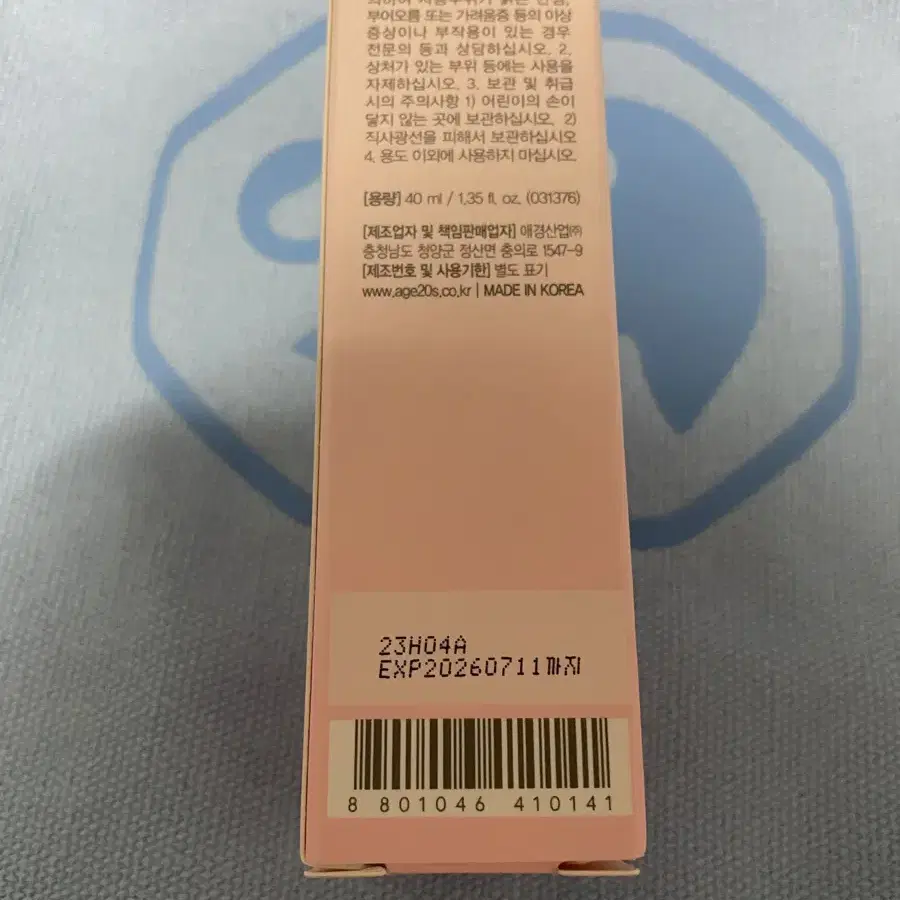 부어오름 또는 가려움증 등의 이상
증상이나 부작용이 있는 경우
전문의 등과 상담하십시오. 2.
상처가 있는 부위 등에는 사용을
자제하십시오. 3. 보관 및 취급
시의 주의사항 1) 어린이의 손이
닿지 않는 곳에 보관하십시오. 2)
직사광선을 피해서 보관하십시오
4. 용도 이외에 사용하지 마십시오.
[용량] 40 ml / 1.35 fl. oz. (031376)
[제조업자 및 책임판매업자] 애경산업㈜
충청남도 청양군 정산면 충의로 1547-9
[제조번호 및 사용기한] 별도 표기
www.age20s.co.kr | MADE IN KOREA
23H04A
EXP20260711까지
8 801046 410141